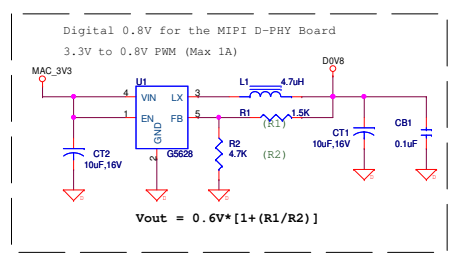 Digital 0.8V for the MIPI D-PHY Board
3.3V to 0.8V PWM (Max 1A)
MAC_3V3
D0V8
U1
L1 4.7uH
4 VIN LX 3
1 EN FB 5
GND
2
G5628
R1 1.5K
(R1)
R2
4.7K (R2)
CT2
10uF,16V
CT1
10uF,16V
CB1
0.1uF
Vout = 0.6V*[1+(R1/R2)]